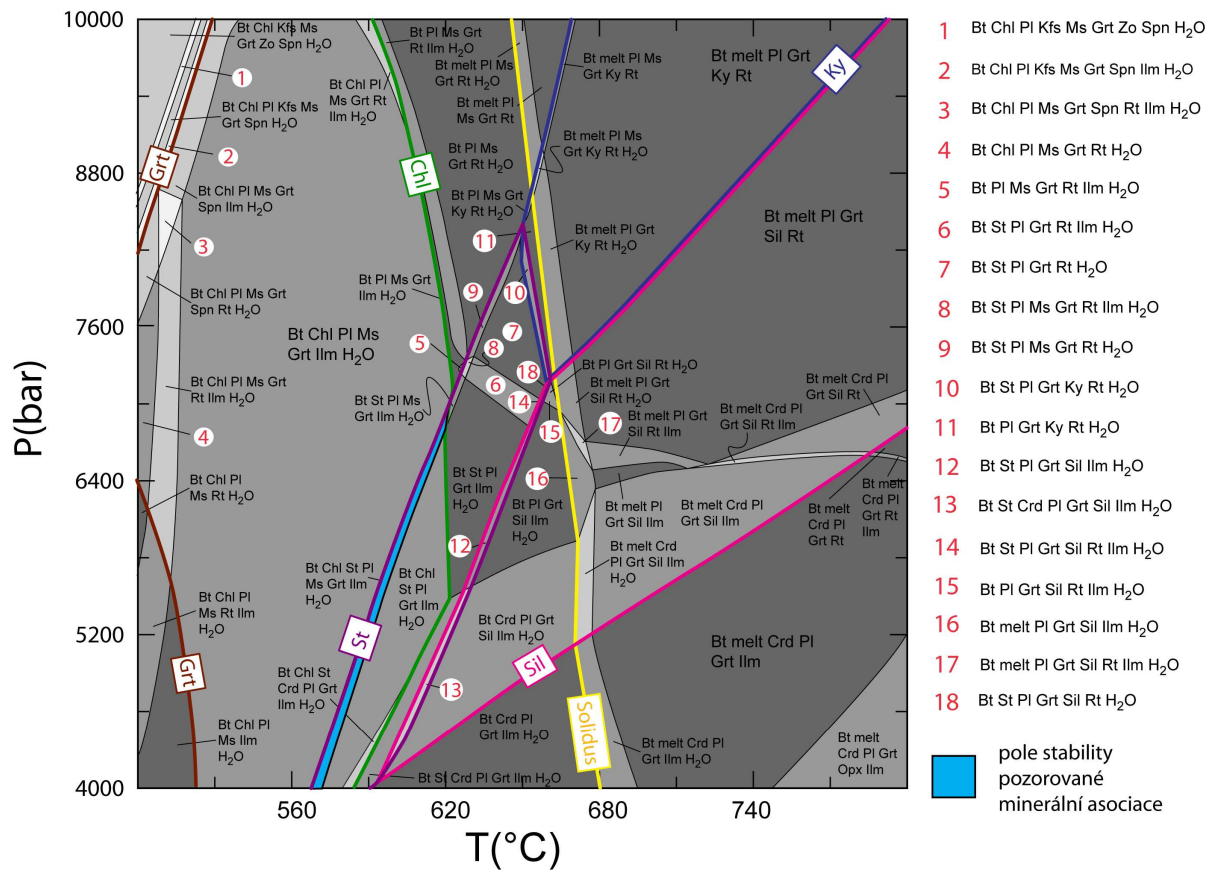 P(bar)
10000
8800
7600
6400
5200
4000
560
620
680
740
T(°C)
Bt Chl Kfs Ms
Grt Zo Spn H₂O
1
Bt Chl Pl Kfs Ms
Grt Spn H₂O
2
Grt
Bt Chl Pl Ms Grt
Spn Ilm H₂O
3
Bt Chl Pl Ms Grt
Spn Rt H₂O
Bt Chl Pl Ms
Grt Ilm H₂O
Bt Chl Pl Ms Grt
Rt Ilm H₂O
4
Bt Chl Pl
Ms Rt H₂O
Bt Chl Pl
Ms Rt Ilm
H₂O
Grt
Bt Chl Pl
Ms Ilm
H₂O
Bt Pl Ms Grt
Rt Ilm H₂O
Bt Chl Pl
Ms Grt Rt
Ilm H₂O
Chl
Bt melt Pl Ms
Grt Rt H₂O
Bt melt Pl
Ms Grt Rt
Bt Pl Ms
Grt Rt H₂O
Bt Pl Ms Grt
Ky Rt H₂O
11
Bt Pl Ms Grt
Ilm H₂O
9
10
5
8
7
18
6
14
15
17
Bt melt Pl Ms
Grt Ky Rt
Bt melt Pl Ms
Grt Ky Rt H₂O
Bt melt Pl Grt
Ky Rt H₂O
Bt melt Pl Grt
Ky Rt
Ky
Bt melt Pl Grt
Sil Rt
Bt Pl Grt Sil Rt H₂O
Bt melt Pl Grt
Sil Rt H₂O
Bt melt Pl Grt
Sil Rt Ilm
Bt melt Crd Pl
Grt Sil Rt Ilm
Bt melt Crd Pl
Grt Sil Rt
Bt St Pl Ms
Grt Ilm H₂O
Bt St Pl
Grt Ilm
H₂O
16
Bt Pl Grt
Sil Ilm
H₂O
12
Bt melt Pl
Grt Sil Ilm
Bt melt Crd Pl
Grt Sil Ilm
Bt melt
Crd Pl
Grt Rt
Bt melt
Crd Pl
Grt Rt
Ilm
Bt melt Crd
Pl Grt Sil Ilm
H₂O
Bt Chl St Pl
Ms Grt Ilm
H₂O
Bt Chl
St Pl
Grt Ilm
H₂O
St
Bt Crd Pl Grt
Sil Ilm H₂O
Sil
Bt melt Crd Pl
Grt Ilm
Bt Chl St
Crd Pl Grt
Ilm H₂O
13
Bt Crd Pl
Grt Ilm H₂O
Solidus
Bt melt Crd Pl
Grt Ilm H₂O
Bt melt
Crd Pl Grt
Opx Ilm
Bt St Crd Pl Grt Ilm H₂O
1 Bt Chl Pl Kfs Ms Grt Zo Spn H₂O
2 Bt Chl Pl Kfs Ms Grt Spn Ilm H₂O
3 Bt Chl Pl Ms Grt Spn Rt Ilm H₂O
4 Bt Chl Pl Ms Grt Rt H₂O
5 Bt Pl Ms Grt Rt Ilm H₂O
6 Bt St Pl Grt Rt Ilm H₂O
7 Bt St Pl Grt Rt H₂O
8 Bt St Pl Ms Grt Rt Ilm H₂O
9 Bt St Pl Ms Grt Rt H₂O
10 Bt St Pl Grt Ky Rt H₂O
11 Bt Pl Grt Ky Rt H₂O
12 Bt St Pl Grt Sil Ilm H₂O
13 Bt St Crd Pl Grt Sil Ilm H₂O
14 Bt St Pl Grt Sil Rt Ilm H₂O
15 Bt Pl Grt Sil Rt Ilm H₂O
16 Bt melt Pl Grt Sil Ilm H₂O
17 Bt melt Pl Grt Sil Rt Ilm H₂O
18 Bt St Pl Grt Sil Rt H₂O
pole stability
pozorované
minerální asociace